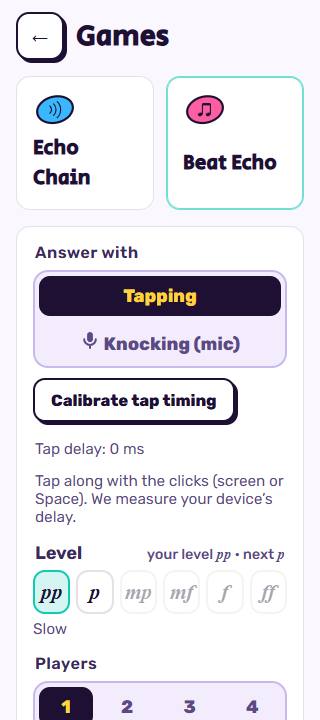 ← Games
Echo
Chain
Beat Echo
Answer with
Tapping
Knocking (mic)
Calibrate tap timing
Tap delay: 0 ms
Tap along with the clicks (screen or
Space). We measure your device's
delay.
Level your level pp · next p
pp p mp mf f ff
Slow
Players
1 2 3 4